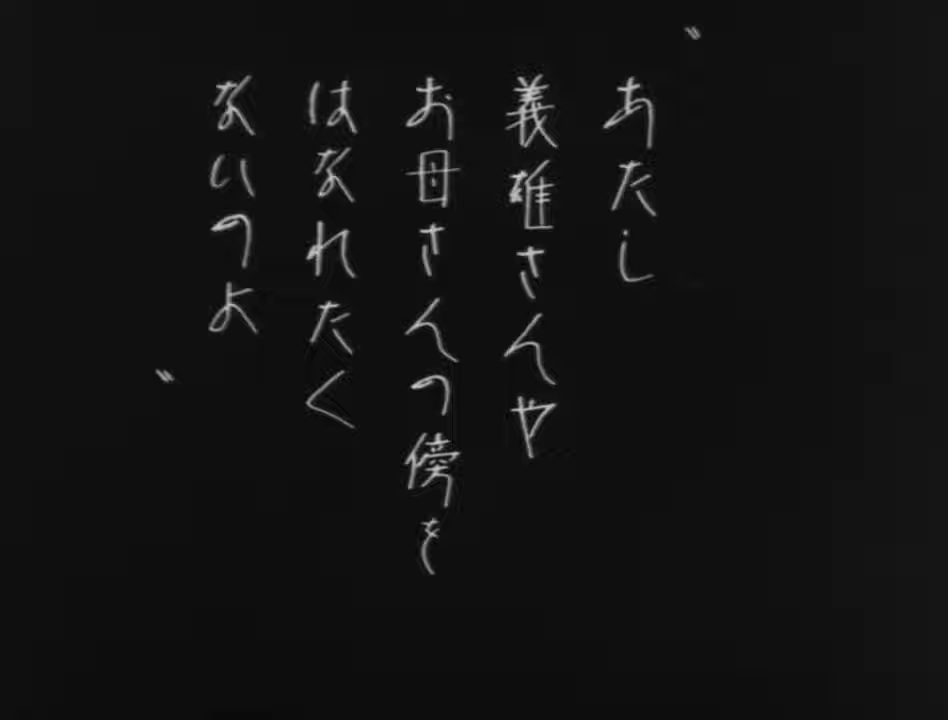 〝あたし
義雄さんや
お母さんの傍を
はなれたく
ないのよ〟